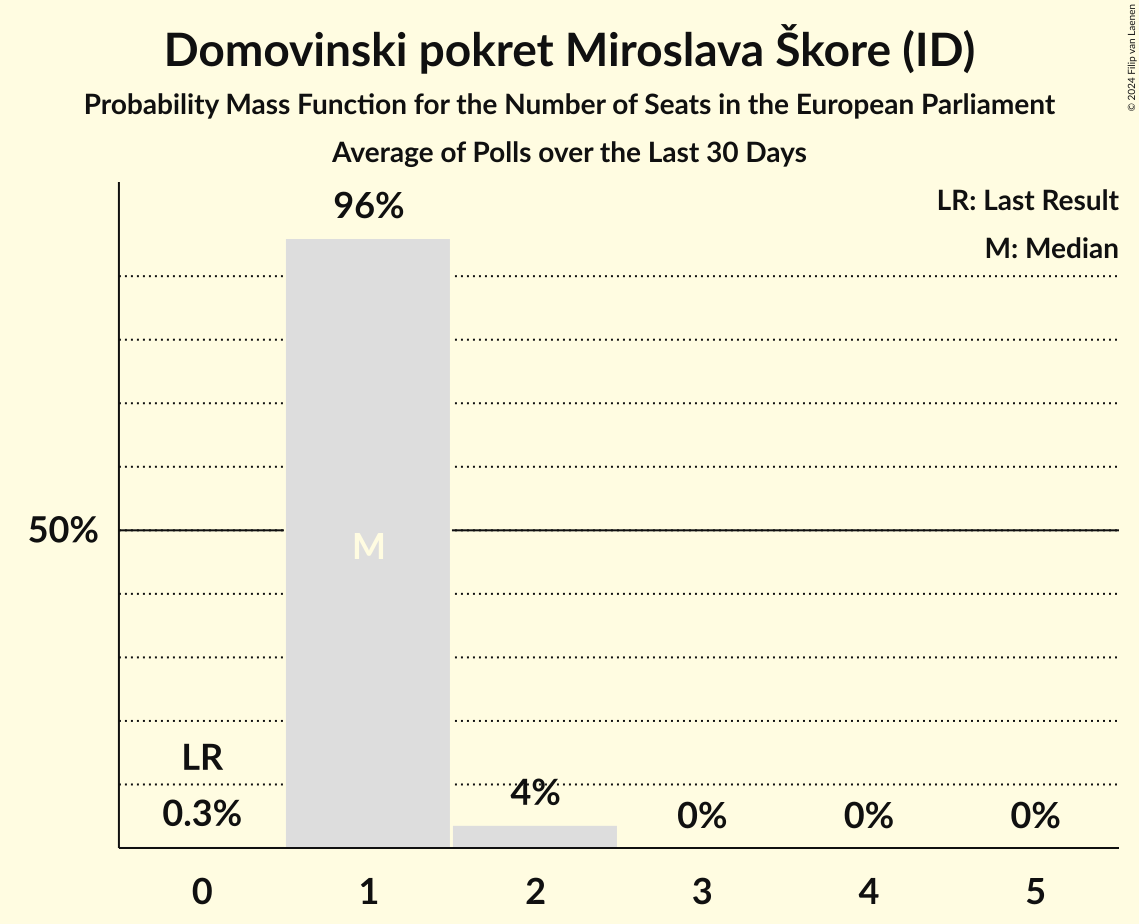 Domovinski pokret Miroslava Škore (ID)
Probability Mass Function for the Number of Seats in the European Parliament
Average of Polls over the Last 30 Days
© 2024 Filip van Laenen
LR: Last Result
M: Median
96%
50%
M
LR
0.3%
4%
0%
0%
0%
0 1 2 3 4 5